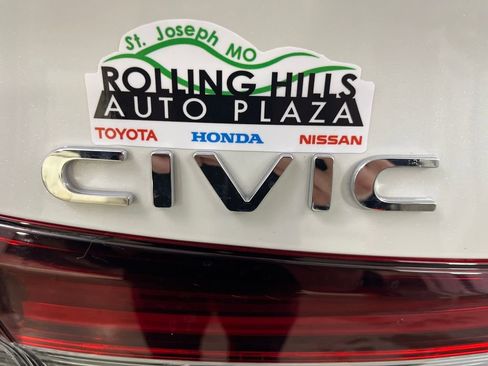 St. Joseph MO
ROLLING HILLS
AUTO PLAZA
TOYOTA HONDA NISSAN
CIVIC